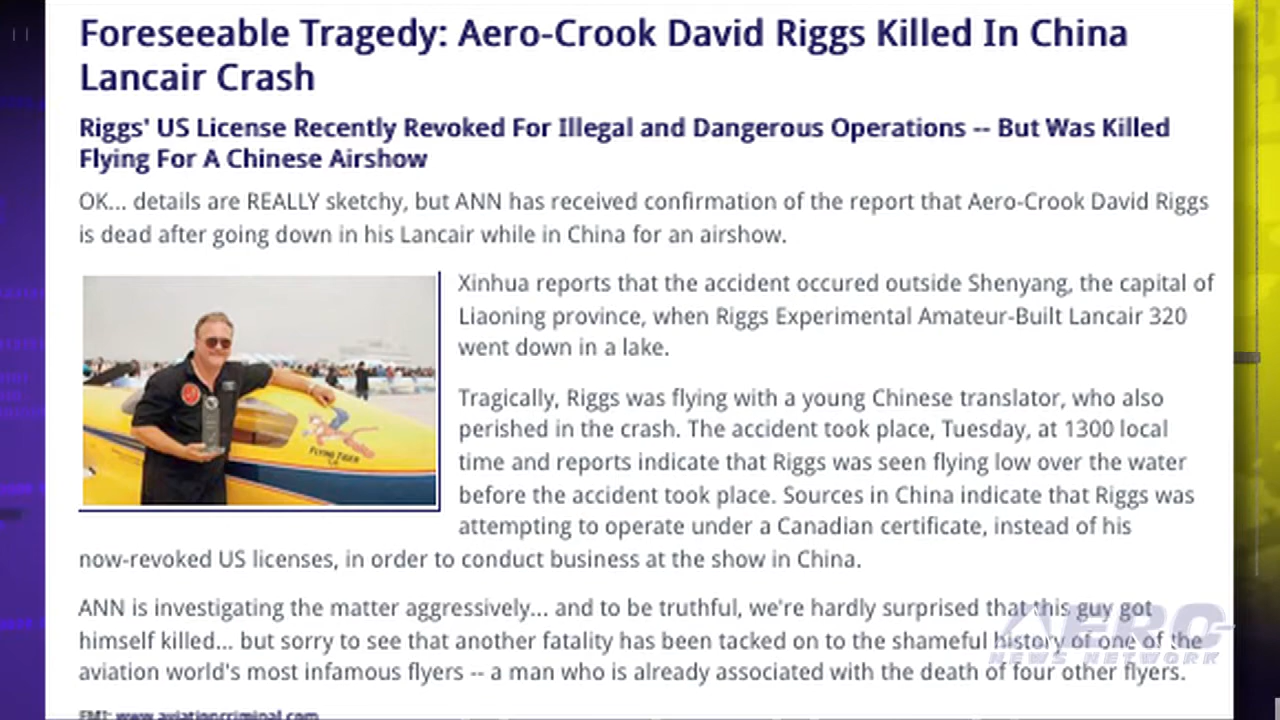 Foreseeable Tragedy: Aero-Crook David Riggs Killed In China
Lancair Crash
Riggs' US License Recently Revoked For Illegal and Dangerous Operations -- But Was Killed
Flying For A Chinese Airshow
OK... details are REALLY sketchy, but ANN has received confirmation of the report that Aero-Crook David Riggs
is dead after going down in his Lancair while in China for an airshow.
Xinhua reports that the accident occured outside Shenyang, the capital of
Liaoning province, when Riggs Experimental Amateur-Built Lancair 320
went down in a lake.
FLYING TIGER
Tragically, Riggs was flying with a young Chinese translator, who also
perished in the crash. The accident took place, Tuesday, at 1300 local
time and reports indicate that Riggs was seen flying low over the water
before the accident took place. Sources in China indicate that Riggs was
attempting to operate under a Canadian certificate, instead of his
now-revoked US licenses, in order to conduct business at the show in China.
ANN is investigating the matter aggressively... and to be truthful, we're hardly surprised that this guy got
himself killed... but sorry to see that another fatality has been tacked on to the shameful history of one of the
aviation world's most infamous flyers -- a man who is already associated with the death of four other flyers.
AERO
NEWS NETWORK
FMI: www.aviationcriminal.com